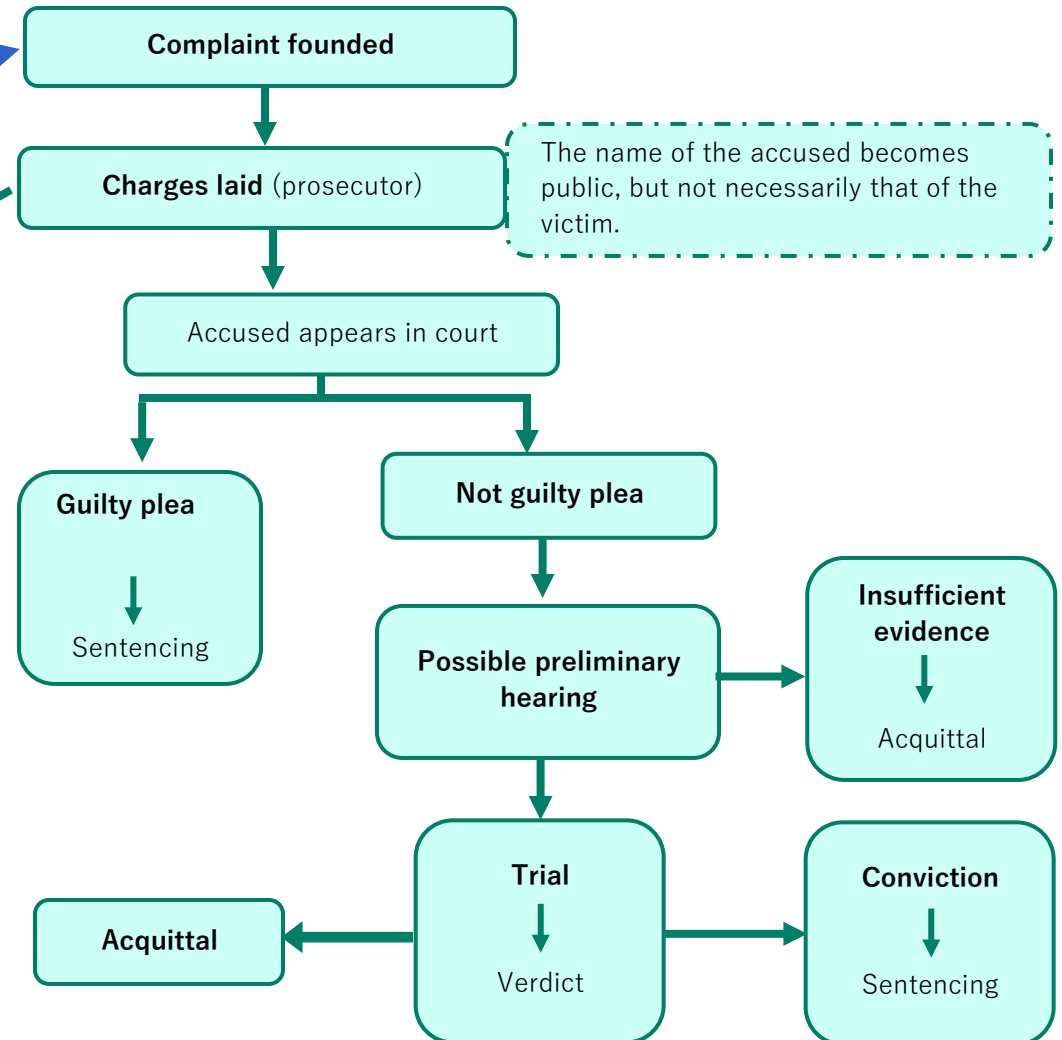 Complaint founded
Charges laid (prosecutor)
The name of the accused becomes
public, but not necessarily that of the
victim.
Accused appears in court
Guilty plea
Sentencing
Not guilty plea
Possible preliminary
hearing
Insufficient
evidence
Acquittal
Trial
Verdict
Acquittal
Conviction
Sentencing